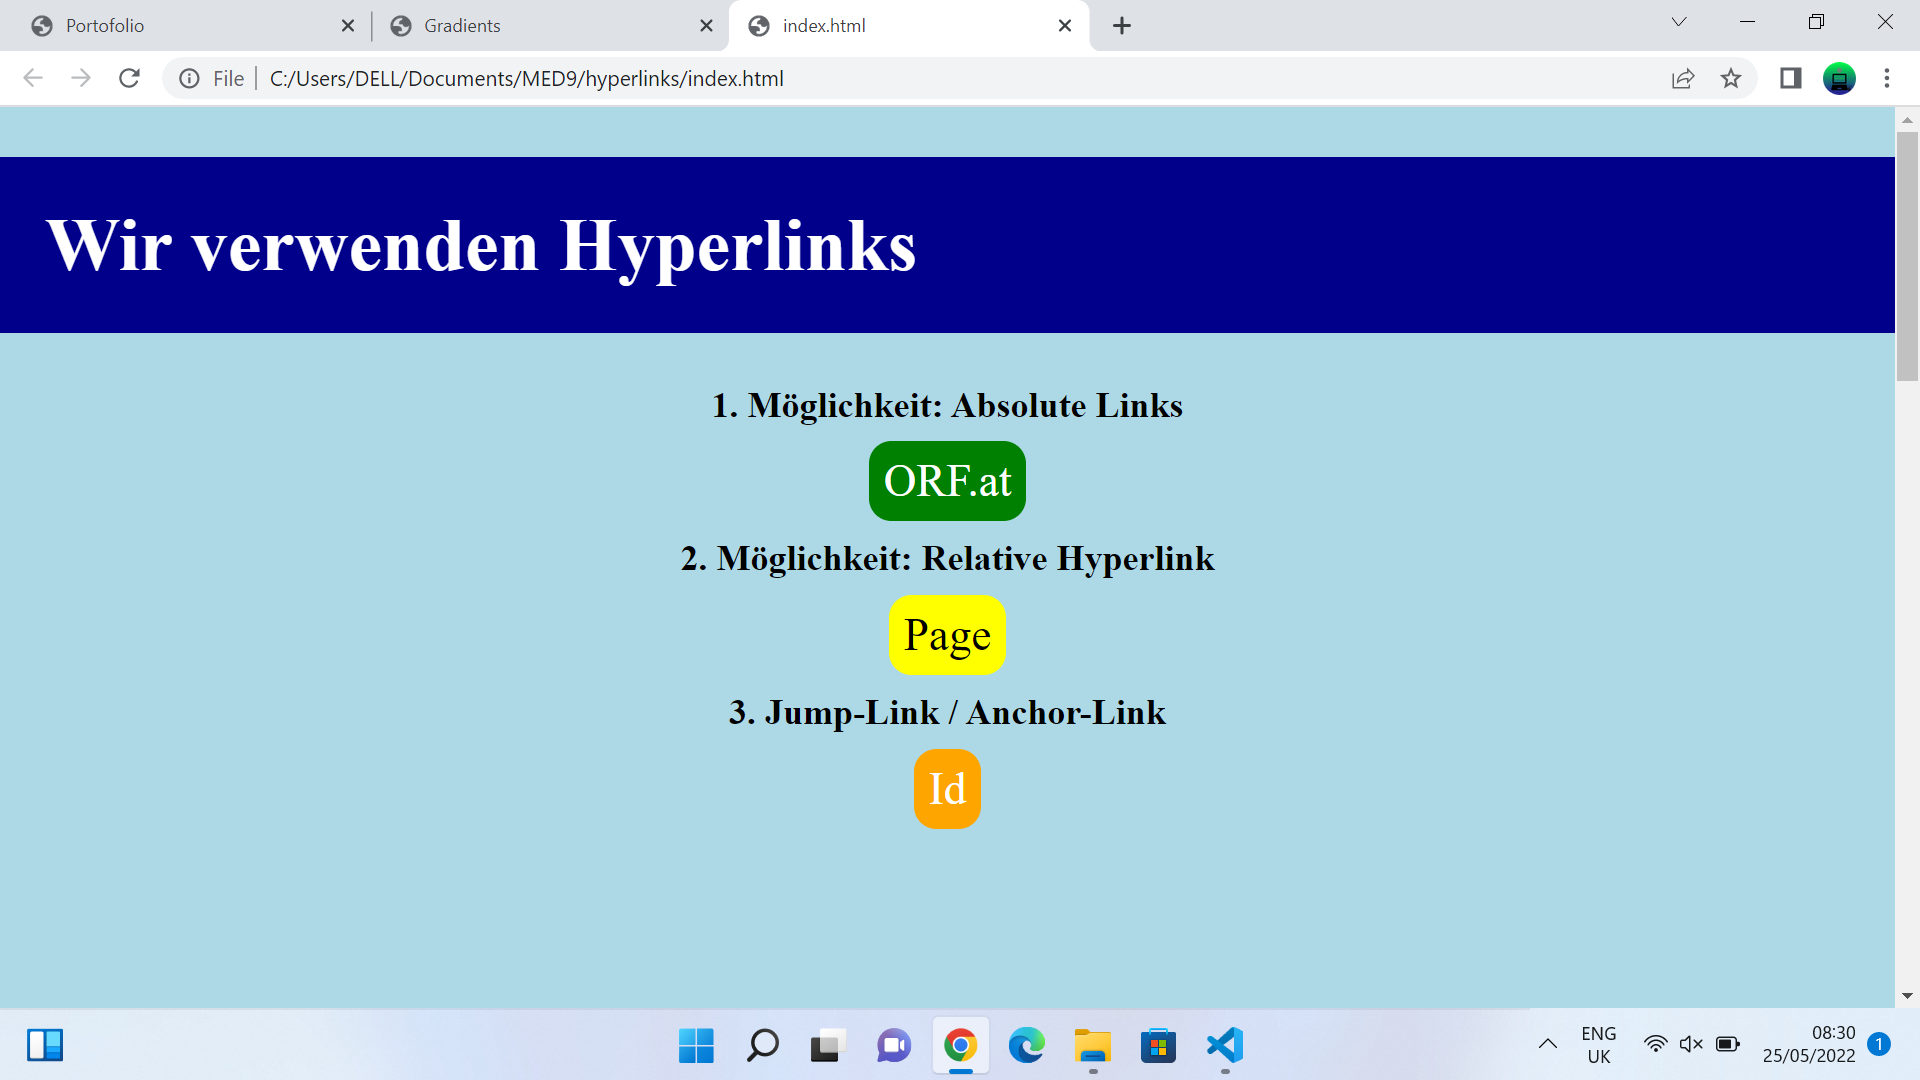 Portofolio
Gradients
index.html
File
C:/Users/DELL/Documents/MED9/hyperlinks/index.html
Wir verwenden Hyperlinks
1. Möglichkeit: Absolute Links
ORF.at
2. Möglichkeit: Relative Hyperlink
Page
3. Jump-Link / Anchor-Link
Id
ENG
UK
08:30
25/05/2022
1